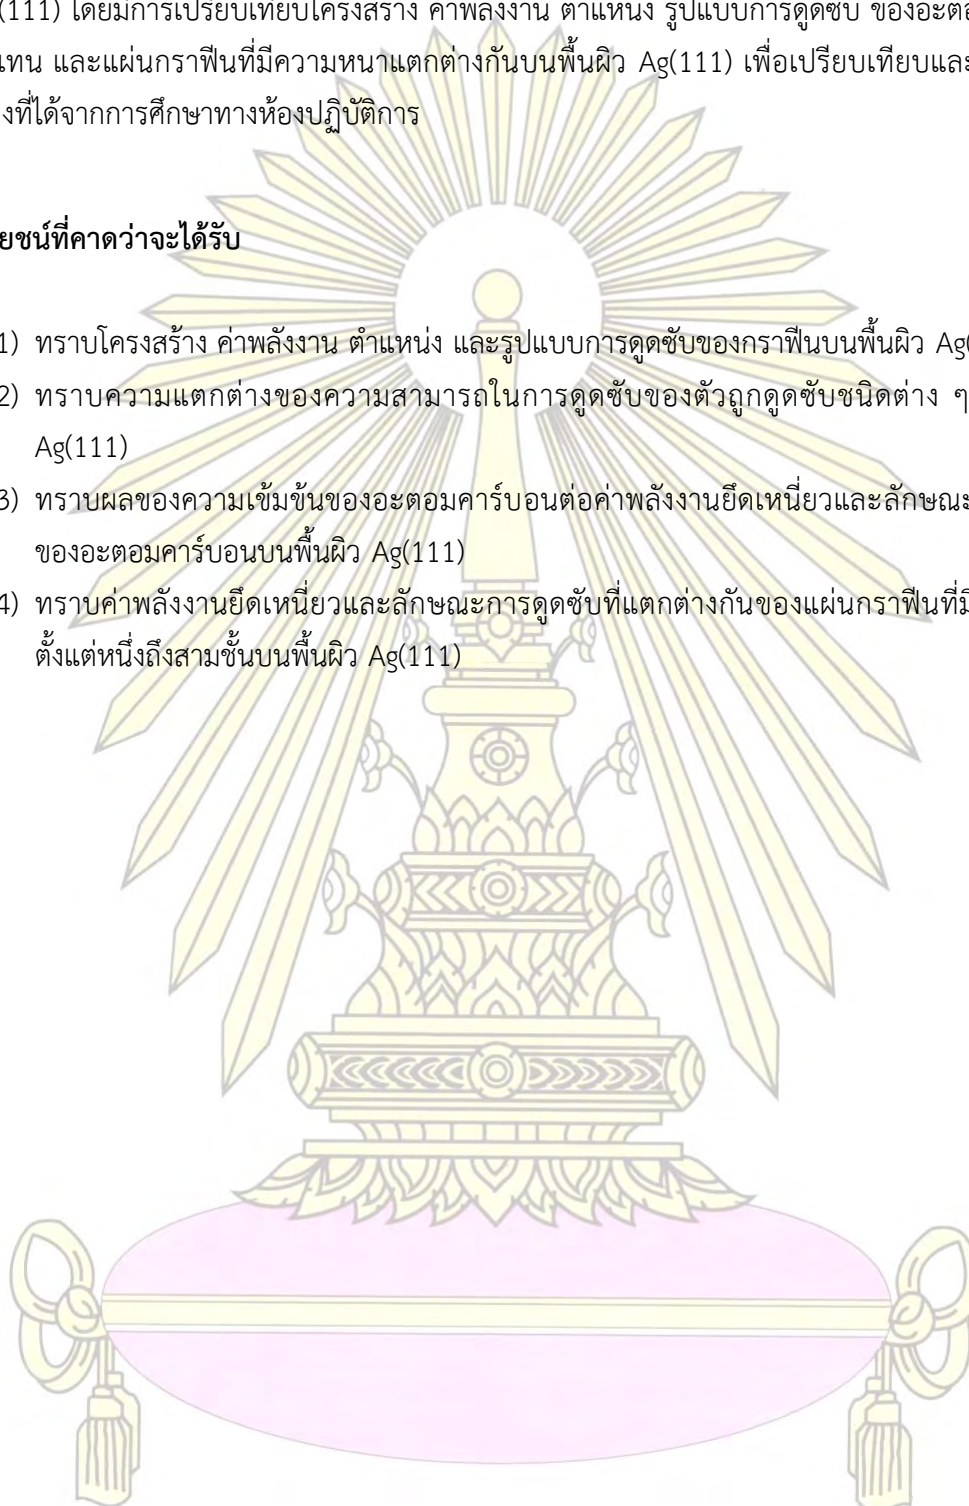 (111) โดยมีการเปรียบเทียบโครงสร้าง ค่าพลังงาน ตำแหน่ง รูปแบบการดูดซับ ของอะตอ
แทน และแผ่นกราฟีนที่มีความหนาแตกต่างกันบนพื้นผิว Ag(111) เพื่อเปรียบเทียบและ
งที่ได้จากการศึกษาทางห้องปฏิบัติการ
ยชน์ที่คาดว่าจะได้รับ
1) ทราบโครงสร้าง ค่าพลังงาน ตำแหน่ง และรูปแบบการดูดซับของกราฟีนบนพื้นผิว Ag(
2) ทราบความแตกต่างของความสามารถในการดูดซับของตัวถูกดูดซับชนิดต่าง ๆ
Ag(111)
3) ทราบผลของความเข้มข้นของอะตอมคาร์บอนต่อค่าพลังงานยึดเหนี่ยวและลักษณะ
ของอะตอมคาร์บอนบนพื้นผิว Ag(111)
4) ทราบค่าพลังงานยึดเหนี่ยวและลักษณะการดูดซับที่แตกต่างกันของแผ่นกราฟีนที่มี
ตั้งแต่หนึ่งถึงสามชั้นบนพื้นผิว Ag(111)